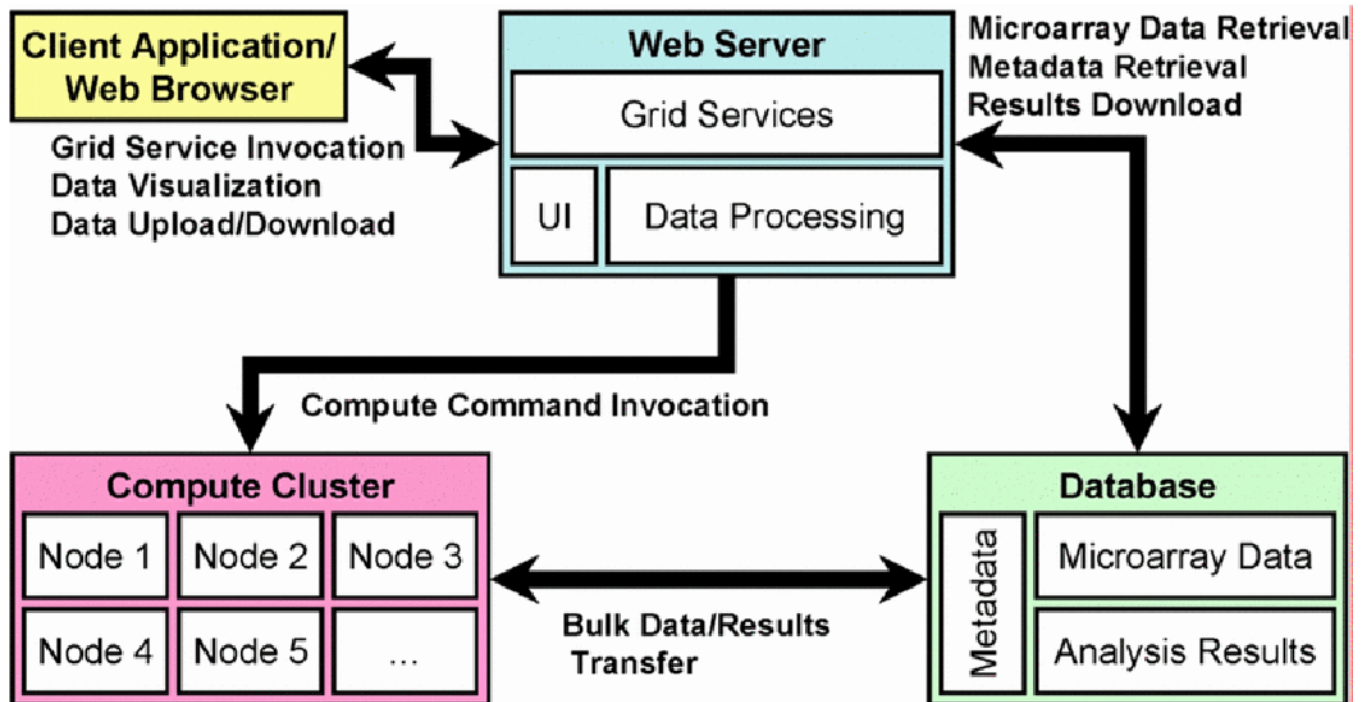 Client Application/
Web Browser
Grid Service Invocation
Data Visualization
Data Upload/Download
Web Server
Grid Services
UI
Data Processing
Microarray Data Retrieval
Metadata Retrieval
Results Download
Compute Command Invocation
Compute Cluster
Node 1
Node 2
Node 3
Node 4
Node 5
...
Bulk Data/Results
Transfer
Database
Metadata
Microarray Data
Analysis Results